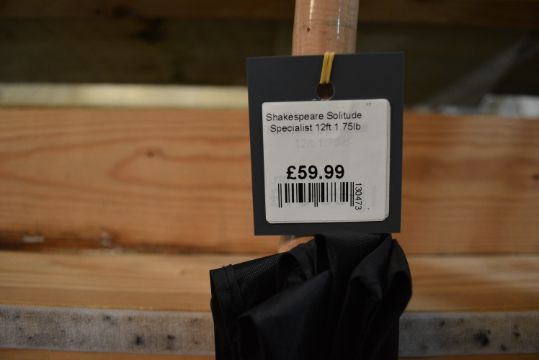 Shakespeare Solitude
Specialist 12ft 1.75lb
£59.99
130473